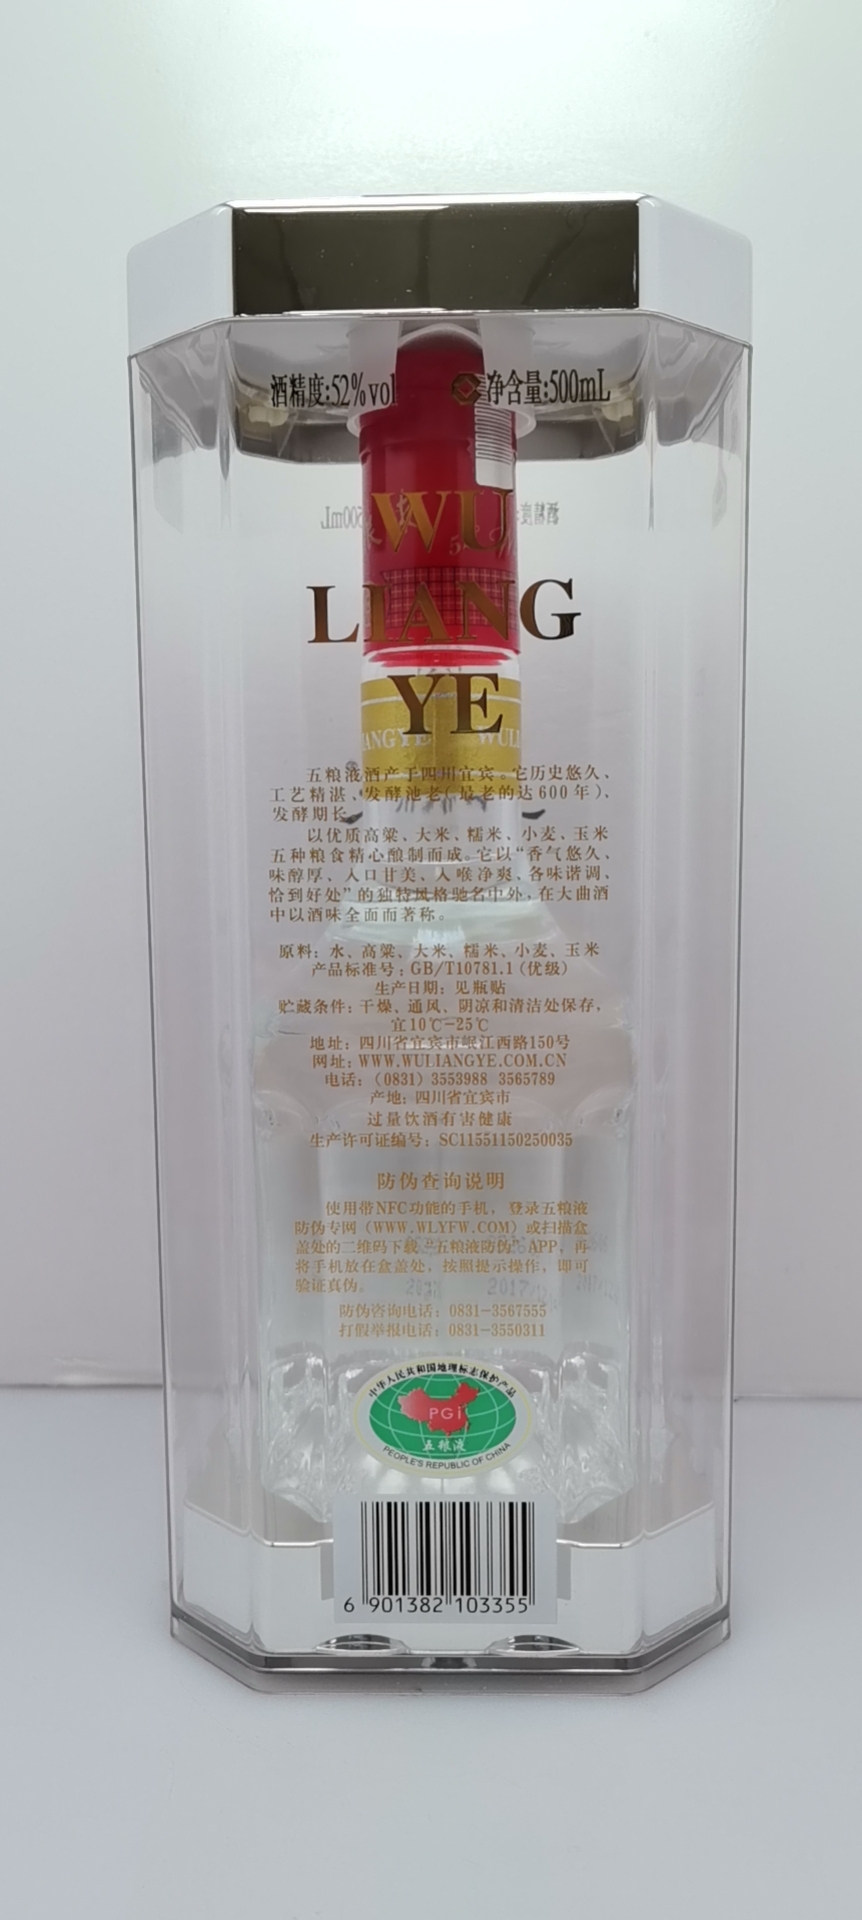 酒精度:52%vol 净含量:500mL
WU
LIANG
YE
五粮液酒产于四川宜宾。它历史悠久、
工艺精湛、发酵池老(最老的达600年)、
发酵期长。
以优质高粱、大米、糯米、小麦、玉米
五种粮食精心酿制而成。它以“香气悠久、
味醇厚、入口甘美、入喉净爽、各味谐调、
恰到好处”的独特风格驰名中外,在大曲酒
中以酒味全面而著称。
原料:水、高粱、大米、糯米、小麦、玉米
产品标准号:GB/T10781.1(优级)
生产日期:见瓶贴
贮藏条件:干燥、通风、阴凉和清洁处保存,
宜10℃-25℃
地址:四川省宜宾市岷江西路150号
网址:WWW.WULIANGYE.COM.CN
电话:(0831)3553988 3565789
产地:四川省宜宾市
过量饮酒有害健康
生产许可证编号:SC11551150250035
防伪查询说明
使用带NFC功能的手机,登录五粮液
防伪专网(WWW.WLYFW.COM)或扫描盒
盖处的二维码下载“五粮液防伪”APP,再
将手机放在盒盖处,按照提示操作,即可
验证真伪。
防伪咨询电话:0831-3567555
打假举报电话:0831-3550311
中华人民共和国地理标志保护产品
PGi
五粮液
PEOPLE'S REPUBLIC OF CHINA
6 901382 103355